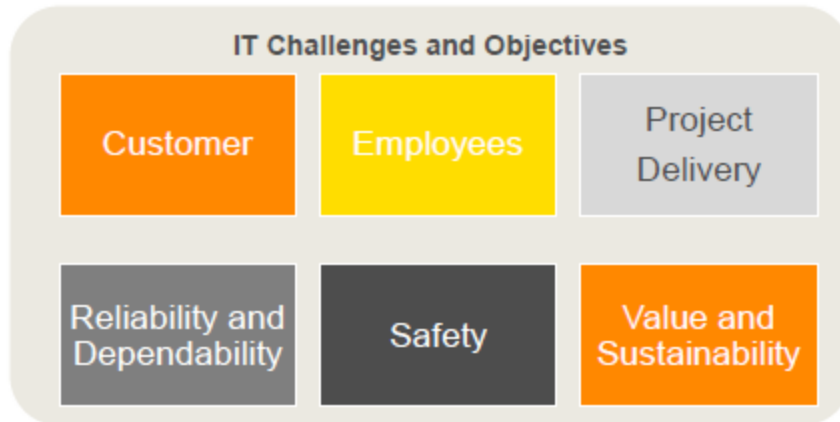 IT Challenges and Objectives
Customer
Employees
Project
Delivery
Reliability and
Dependability
Safety
Value and
Sustainability